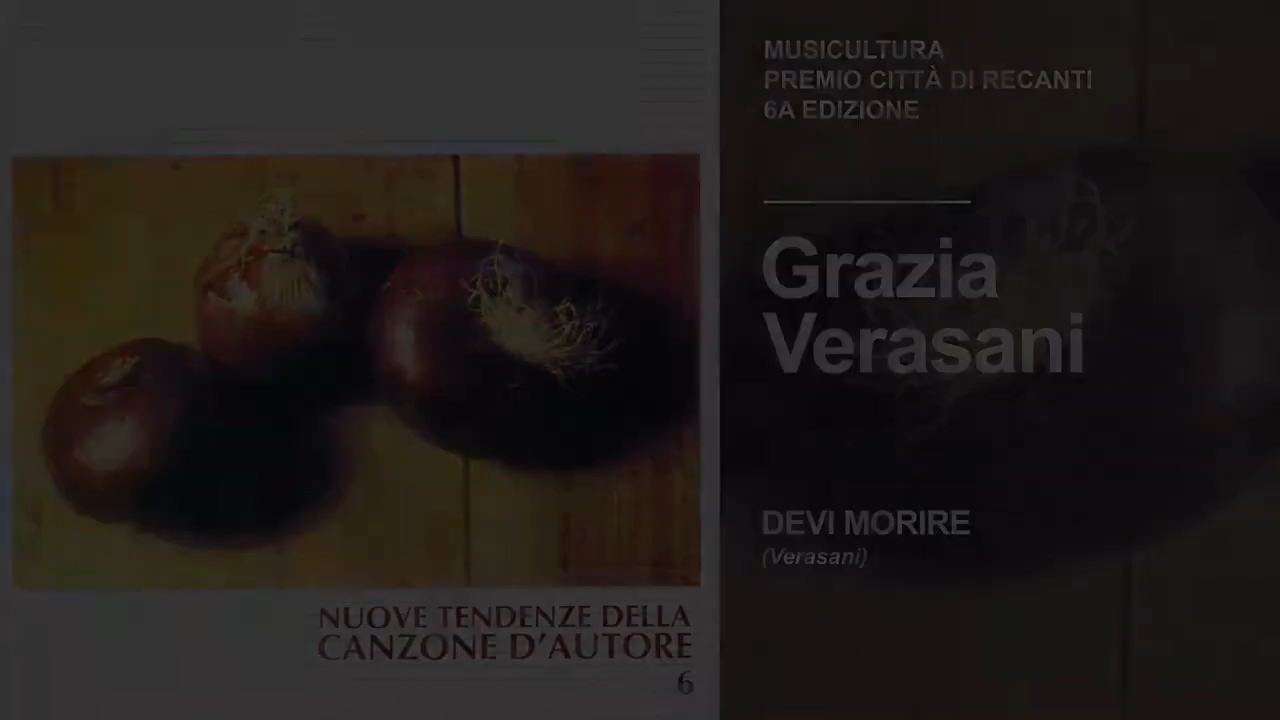 MUSICULTURA
PREMIO CITTÀ DI RECANTI
6A EDIZIONE
Grazia
Verasani
DEVI MORIRE
(Verasani)
NUOVE TENDENZE DELLA
CANZONE D'AUTORE
6